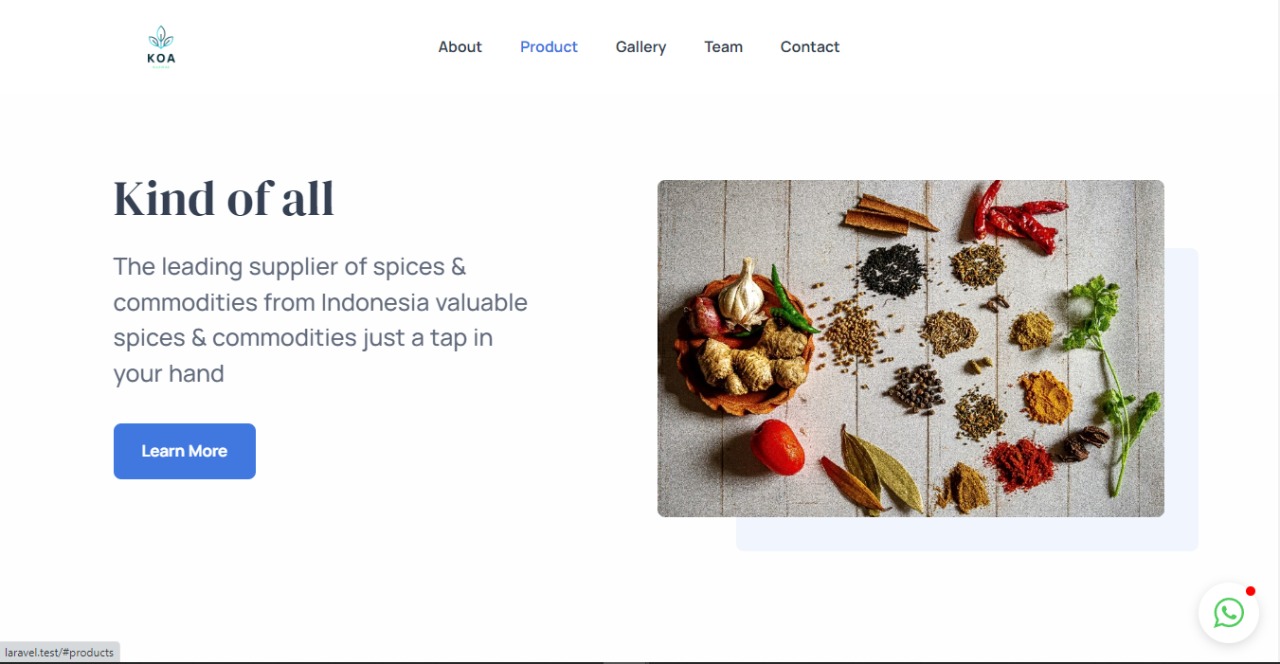 KOA
About Product Gallery Team Contact
Kind of all
The leading supplier of spices &
commodities from Indonesia valuable
spices & commodities just a tap in
your hand
Learn More
laravel.test/#products